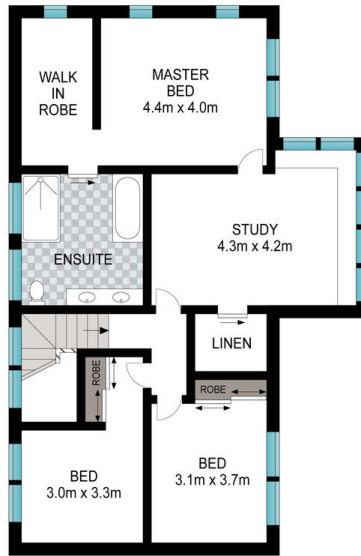 WALK
IN
ROBE
MASTER
BED
4.4m x 4.0m
STUDY
4.3m x 4.2m
ENSUITE
LINEN
ROBE
ROBE
BED
3.0m x 3.3m
BED
3.1m x 3.7m